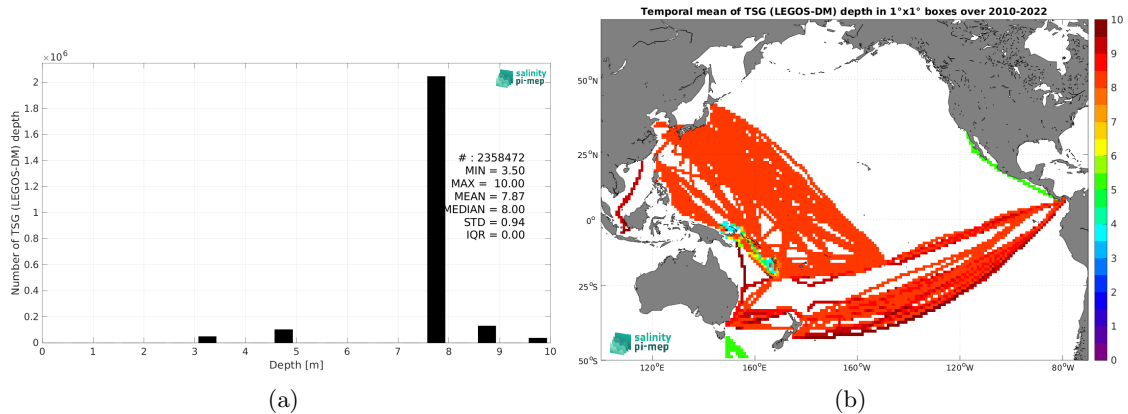 ×10⁶
2
1.8
1.6
1.4
1.2
1
0.8
0.6
0.4
0.2
0
Number of TSG (LEGOS-DM) depth
salinity
pi-mep
# : 2358472
MIN = 3.50
MAX = 10.00
MEAN = 7.87
MEDIAN = 8.00
STD = 0.94
IQR = 0.00
0 1 2 3 4 5 6 7 8 9 10
Depth [m]
(a)
Temporal mean of TSG (LEGOS-DM) depth in 1°x1° boxes over 2010-2022
50°N
25°N
0°
25°S
50°S
120°E 160°E 160°W 120°W 80°W
salinity
pi-mep
10
9
8
7
6
5
4
3
2
1
0
(b)